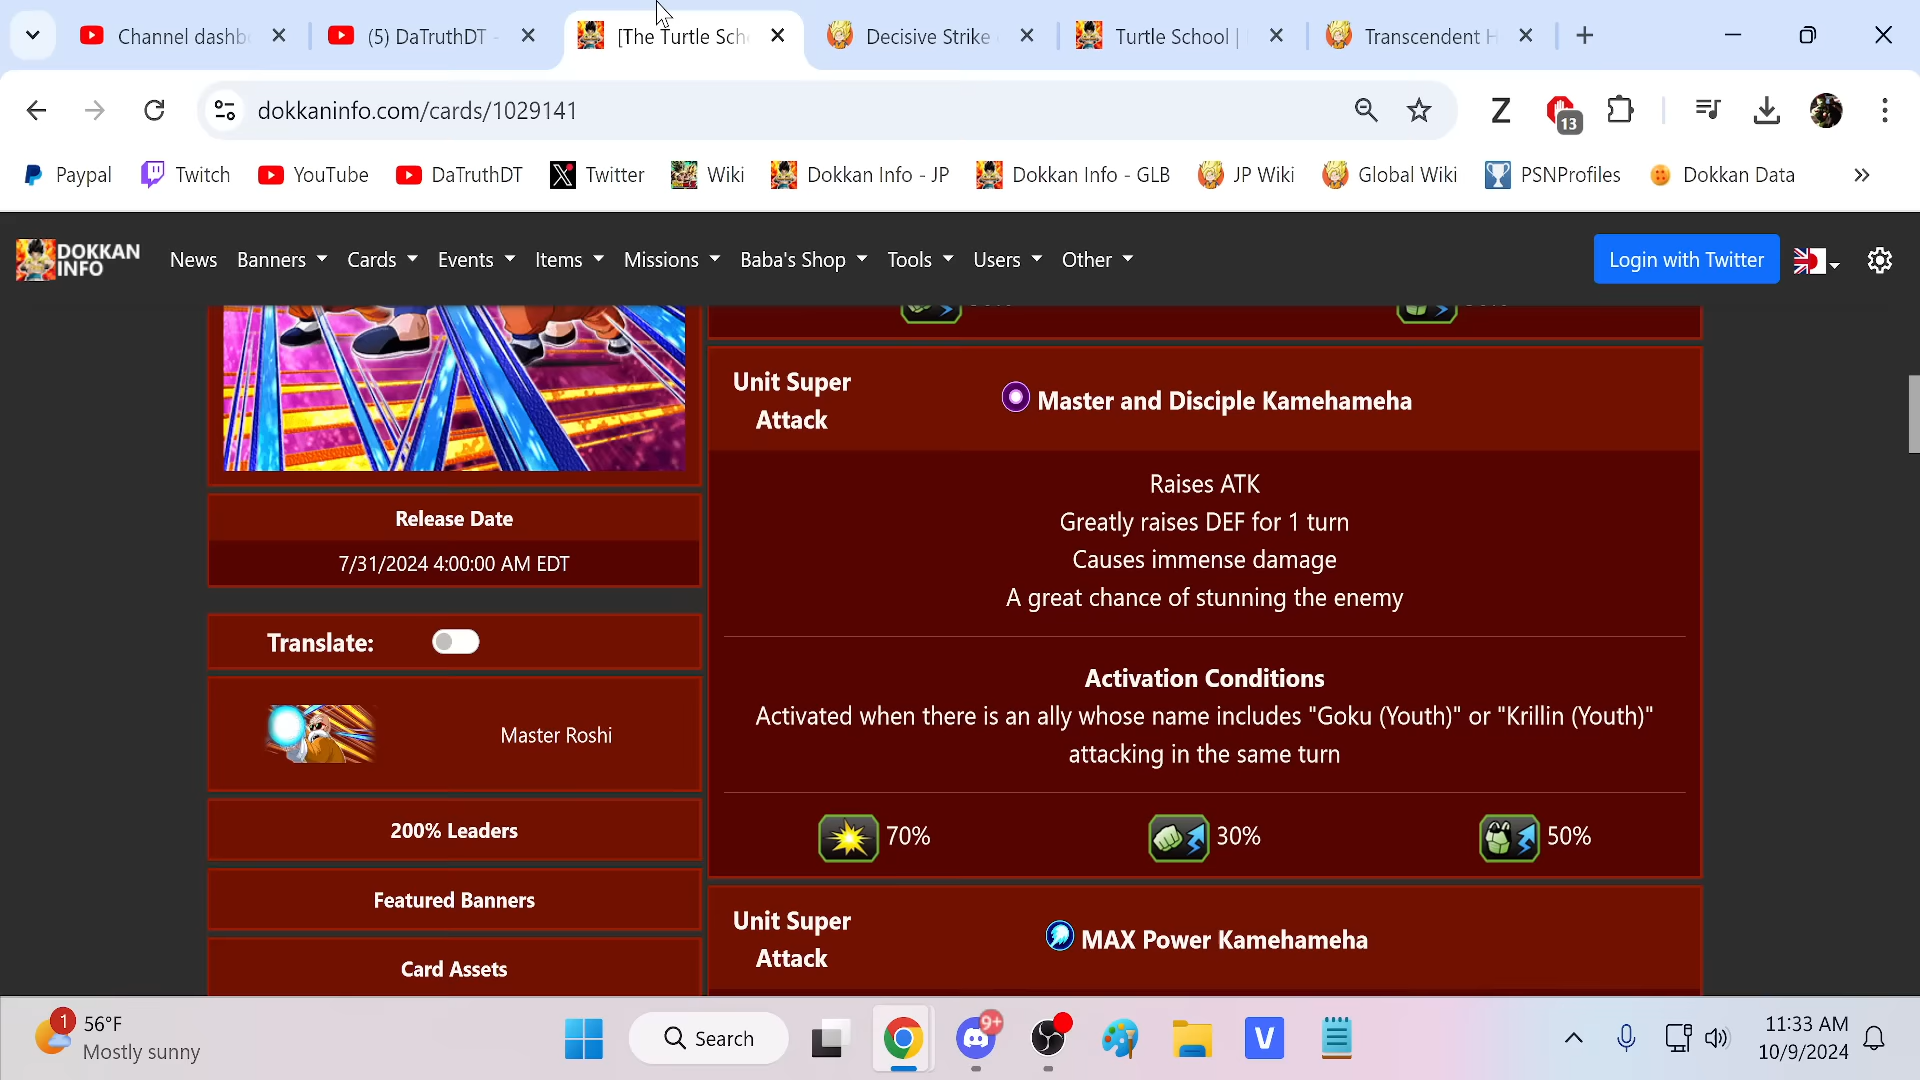 Channel dashb
(5) DaTruthDT -
[The Turtle Sch
Decisive Strike
Turtle School |
Transcendent H
dokkaninfo.com/cards/1029141
Z
13
Paypal
Twitch
YouTube
DaTruthDT
Twitter
Wiki
Dokkan Info - JP
Dokkan Info - GLB
JP Wiki
Global Wiki
PSNProfiles
Dokkan Data
DOKKAN
INFO
News
Banners
Cards
Events
Items
Missions
Baba's Shop
Tools
Users
Other
Login with Twitter
Unit Super
Attack
Master and Disciple Kamehameha
Raises ATK
Greatly raises DEF for 1 turn
Causes immense damage
A great chance of stunning the enemy
Activation Conditions
Activated when there is an ally whose name includes "Goku (Youth)" or "Krillin (Youth)"
attacking in the same turn
70%
30%
50%
Unit Super
Attack
MAX Power Kamehameha
Release Date
7/31/2024 4:00:00 AM EDT
Translate:
Master Roshi
200% Leaders
Featured Banners
Card Assets
1
56°F
Mostly sunny
Search
9+
V
11:33 AM
10/9/2024